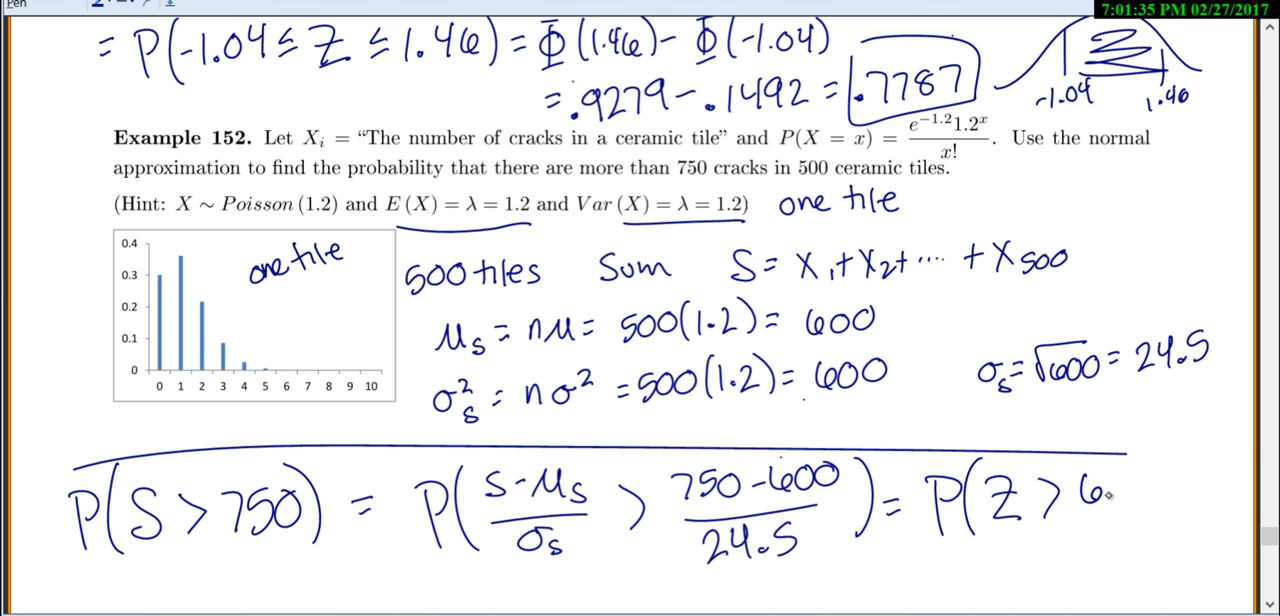 Pen
7:01:35 PM 02/27/2017
= P(-1.04 ≤ Z ≤ 1.46) = Φ(1.46) - Φ(-1.04)
= .9279 - .1492 = .7787
-1.04 1.46
Example 152. Let Xᵢ = “The number of cracks in a ceramic tile” and P(X = x) = e^{-1.2}1.2^x / x!. Use the normal
approximation to find the probability that there are more than 750 cracks in 500 ceramic tiles.
(Hint: X ~ Poisson (1.2) and E (X) = λ = 1.2 and Var (X) = λ = 1.2) one tile
0.4
0.3
0.2
0.1
0
0 1 2 3 4 5 6 7 8 9 10
one tile
500 tiles Sum S = X₁ + X₂ + .... + X₅₀₀
μ_S = nμ = 500(1.2) = 600
σ²_S = nσ² = 500(1.2) = 600 σ_S = √600 = 24.5
P(S > 750) = P( (S - μ_S) / σ_S > (750 - 600) / 24.5 ) = P(Z > 6.